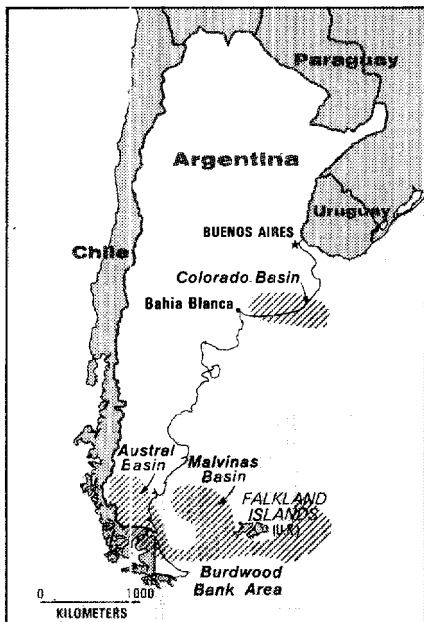 Paraguay
Argentina
Uruguay
BUENOS AIRES
Chile
Colorado Basin
Bahia Blanca
Austral
Basin
Malvinas
Basin
FALKLAND
ISLANDS
(U.K.)
Burdwood
Bank Area
0 1000
KILOMETERS